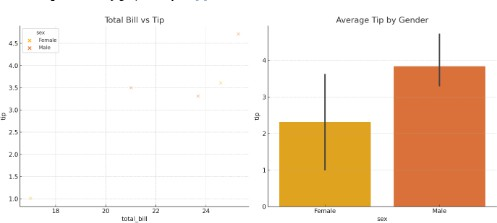 Total Bill vs Tip
sex
Female
Male
4.5
4.0
3.5
3.0
2.5
2.0
1.5
1.0
tip
18
20
22
24
total_bill
Average Tip by Gender
4
3
2
1
0
tip
Female
Male
sex